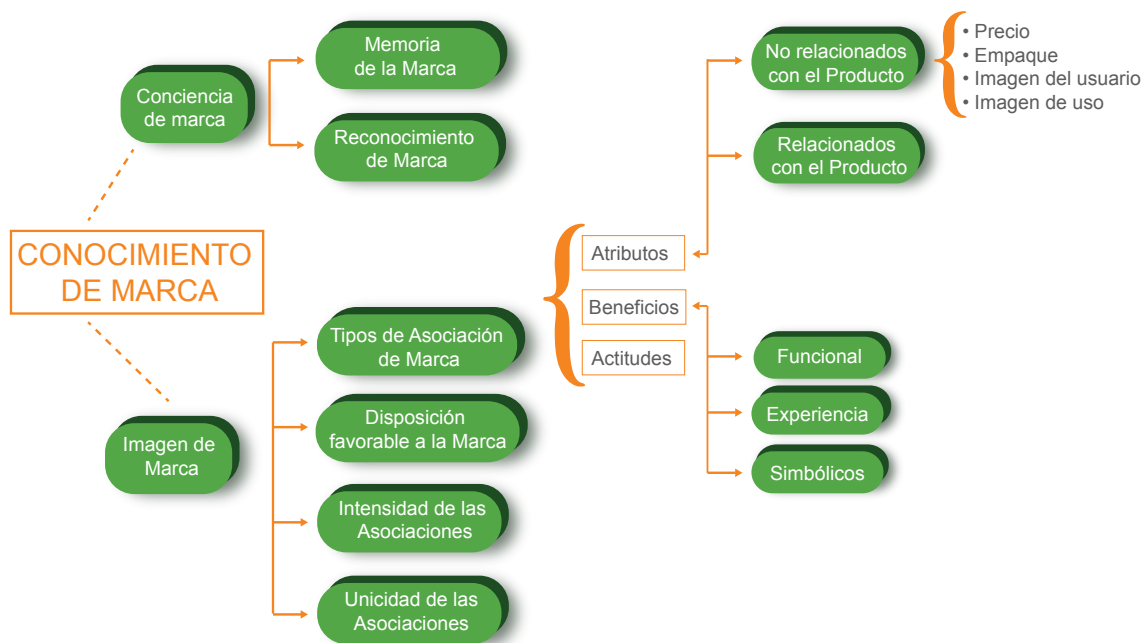 CONOCIMIENTO
DE MARCA
Conciencia
de marca
Memoria
de la Marca
Reconocimiento
de Marca
Imagen de
Marca
Tipos de Asociación
de Marca
Disposición
favorable a la Marca
Intensidad de las
Asociaciones
Unicidad de las
Asociaciones
Atributos
Beneficios
Actitudes
No relacionados
con el Producto
• Precio
• Empaque
• Imagen del usuario
• Imagen de uso
Relacionados
con el Producto
Funcional
Experiencia
Simbólicos